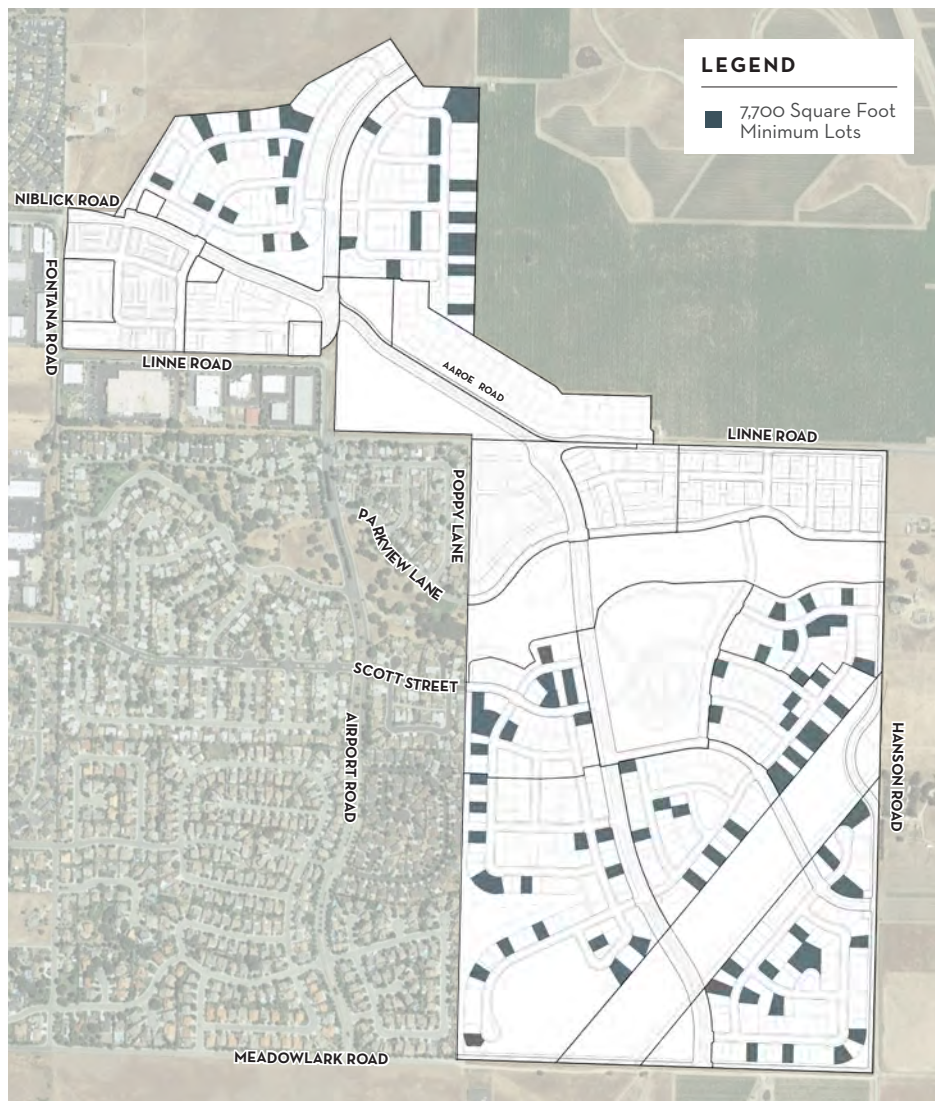 LEGEND
7,700 Square Foot
Minimum Lots
NIBLICK ROAD
FONTANA ROAD
LINNE ROAD
AAROE ROAD
LINNE ROAD
POPPY LANE
PARKVIEW LANE
SCOTT STREET
AIRPORT ROAD
HANSON ROAD
MEADOWLARK ROAD